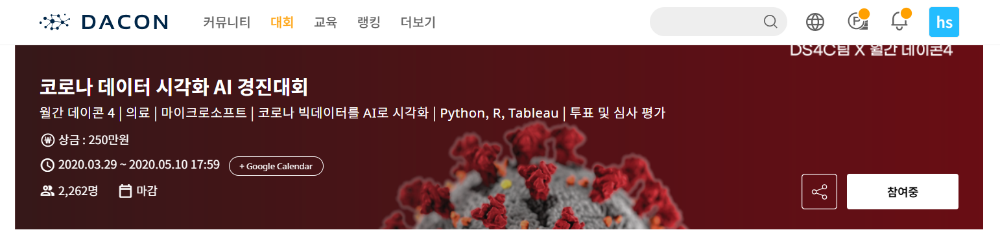 DACON 커뮤니티 대회 교육 랭킹 더보기 hs
DS4C팀 X 월간 데이콘4
코로나 데이터 시각화 AI 경진대회
월간 데이콘 4 | 의료 | 마이크로소프트 | 코로나 빅데이터를 AI로 시각화 | Python, R, Tableau | 투표 및 심사 평가
상금 : 250만원
2020.03.29 ~ 2020.05.10 17:59 + Google Calendar
2,262명 마감
참여중